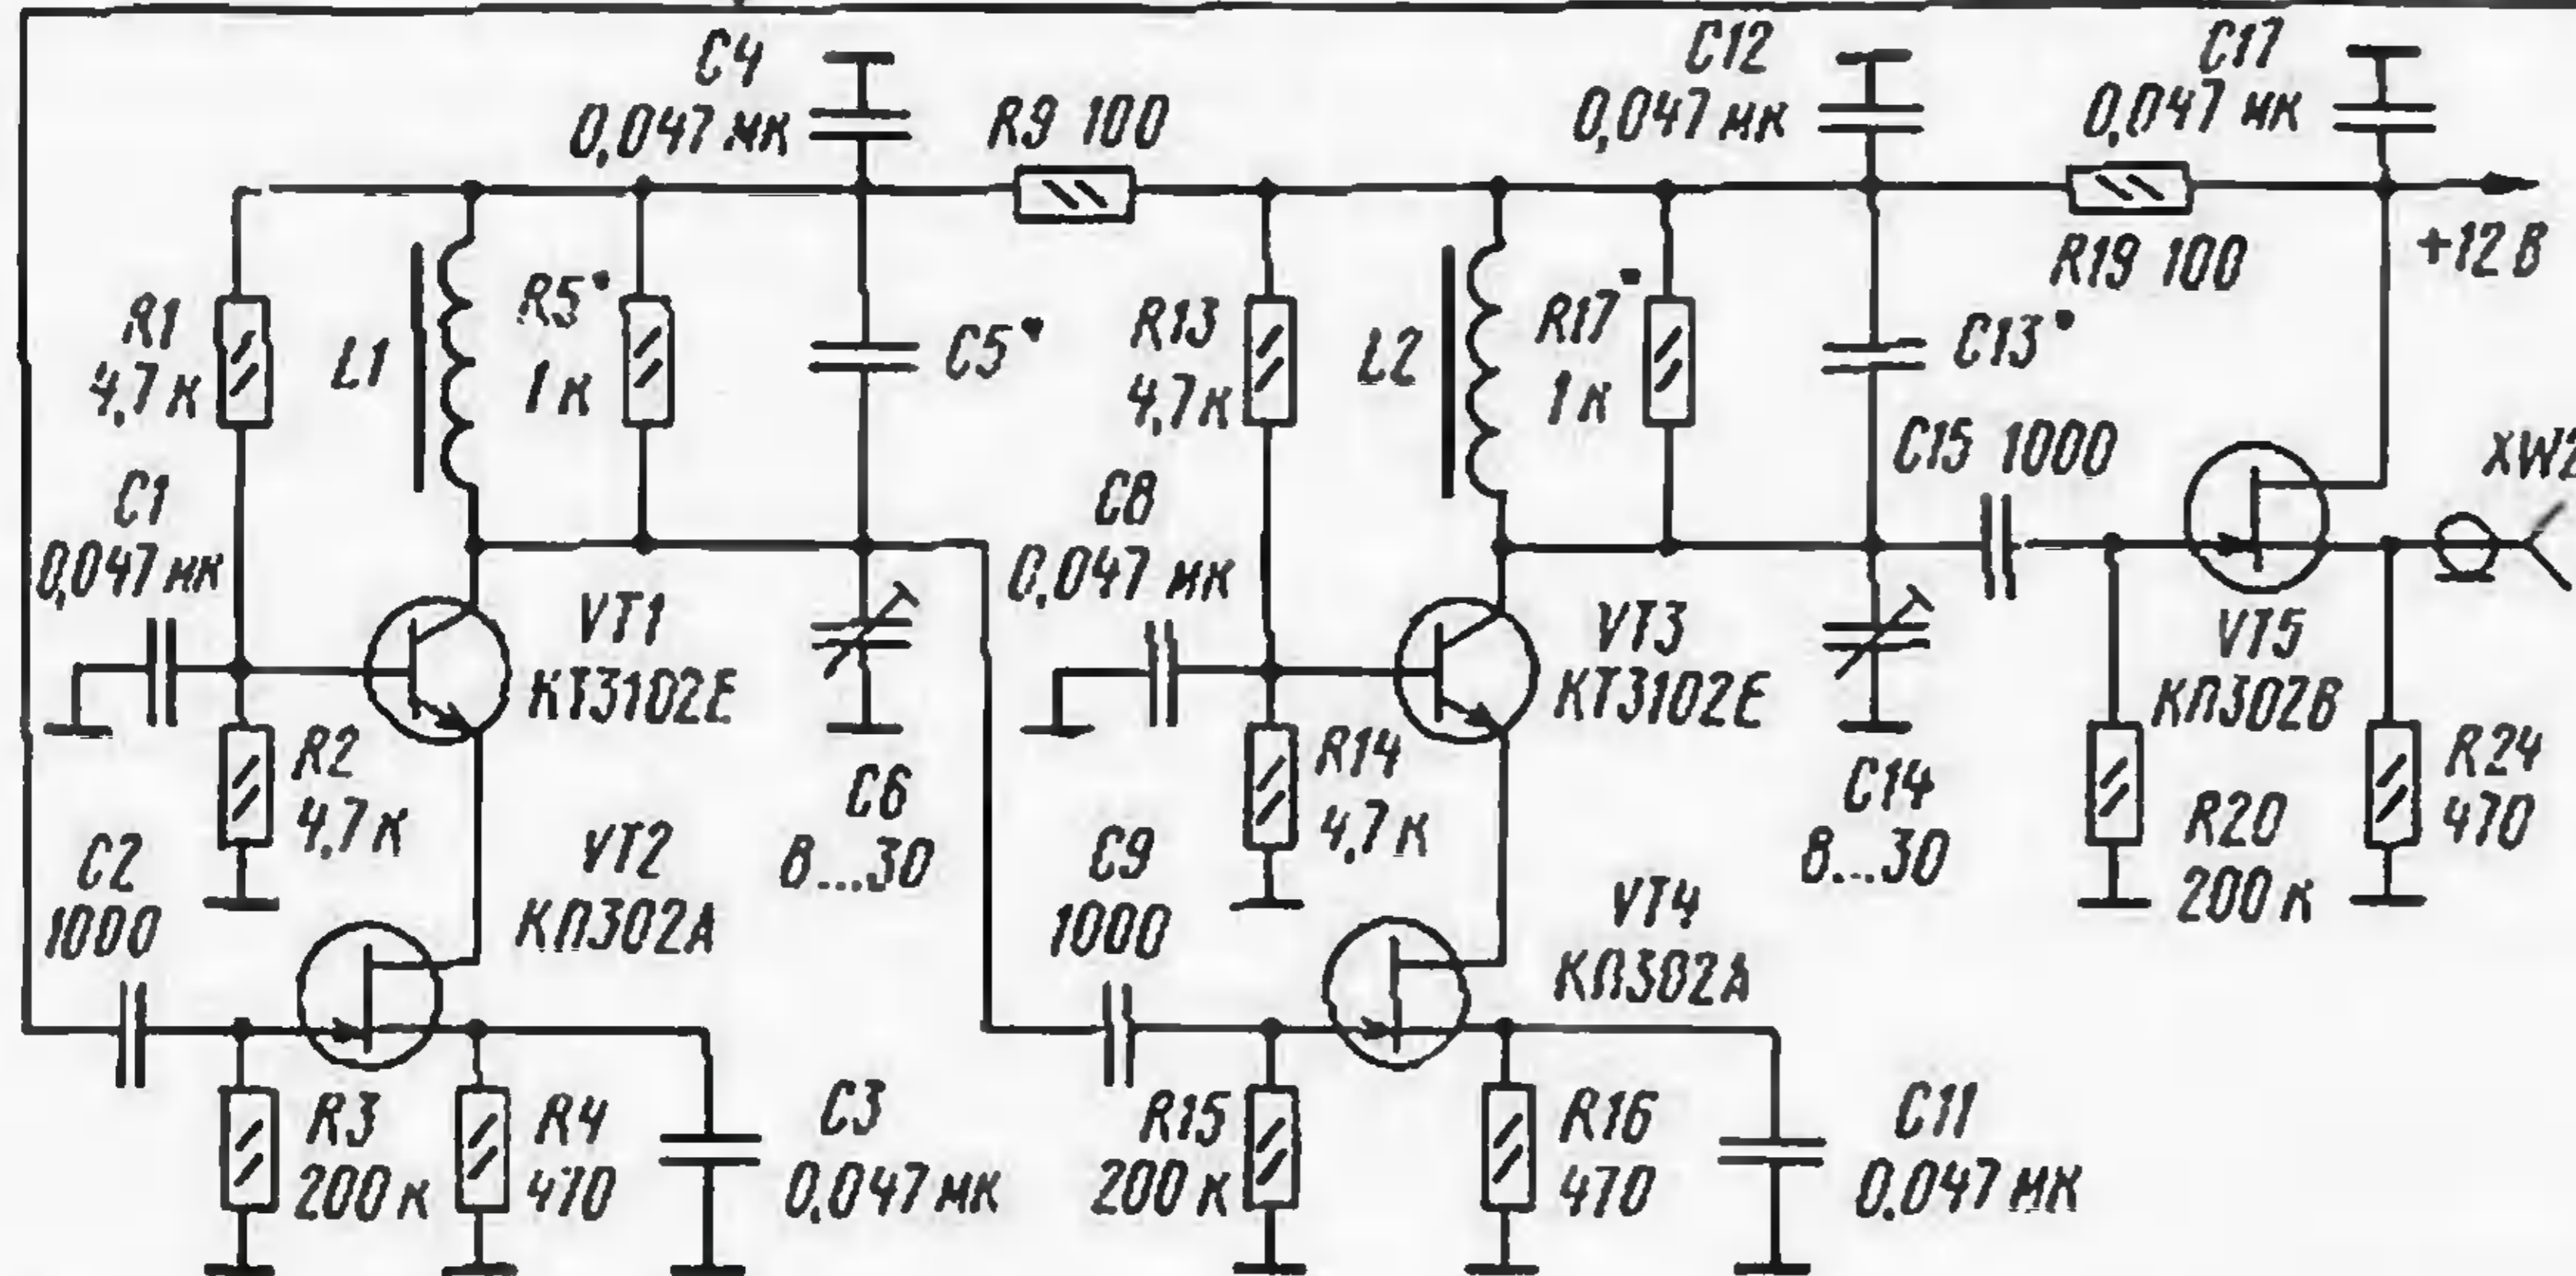 C4
0,047 мк
R9 100
C12
0,047 мк
C17
0,047 мк
+12 В
R19 100
R1
4,7 к
L1
R5*
1 к
C5*
R13
4,7 к
L2
R17*
1 к
C13*
C15 1000
XW2
C1
0,047 мк
C8
0,047 мк
VT1
КТ3102Е
VT3
КТ3102Е
VT5
КП302В
R2
4,7 к
C6
8...30
R14
4,7 к
C14
8...30
R20
200 к
R24
470
C2
1000
VT2
КП302А
C9
1000
VT4
КП302А
R3
200 к
R4
470
C3
0,047 мк
R15
200 к
R16
470
C11
0.047 мк